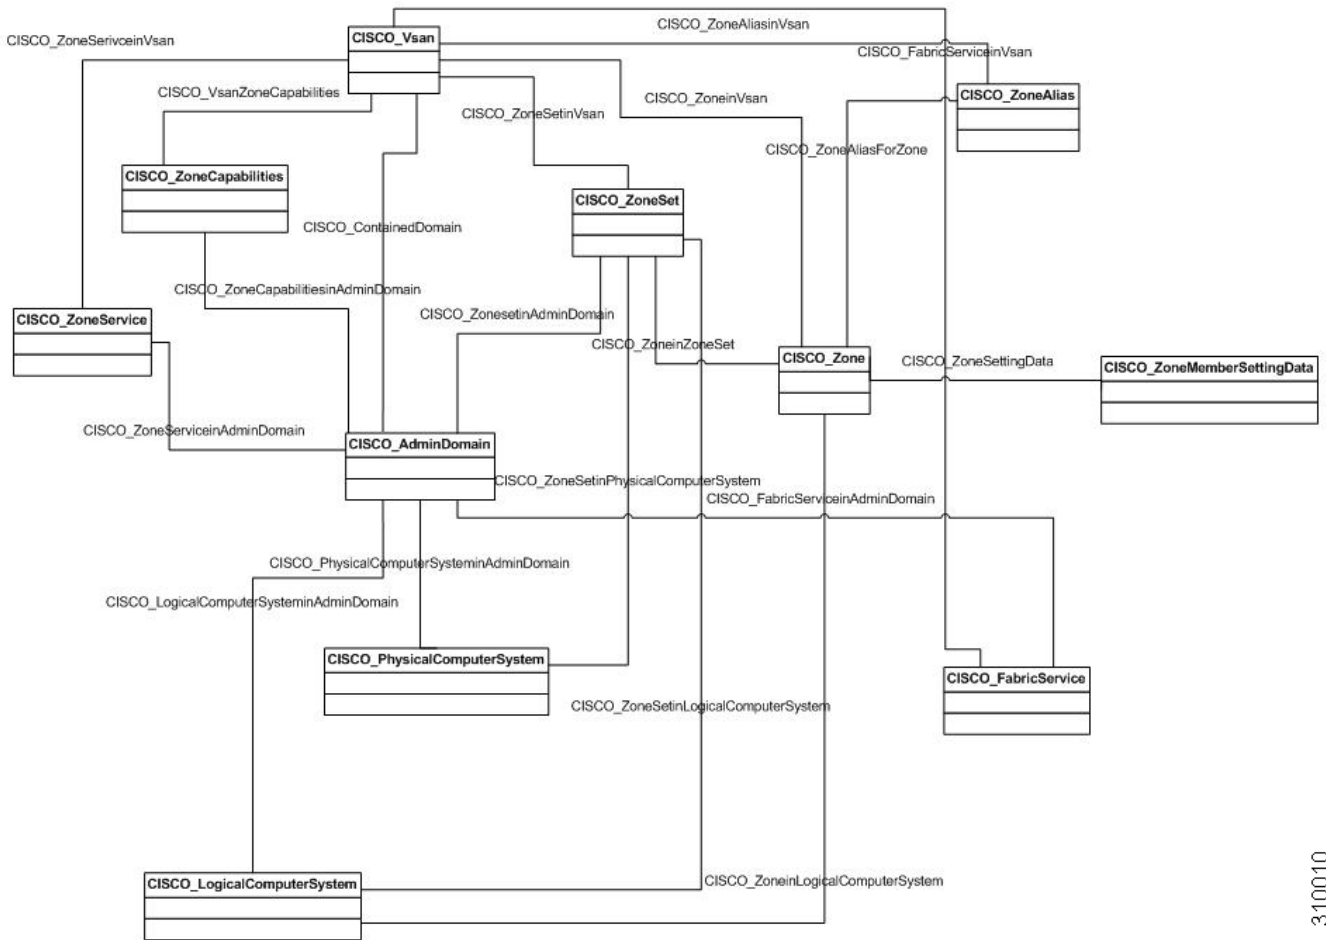 CISCO_ZoneAliasinVsan
CISCO_Vsan
CISCO_ZoneSerivceinVsan
CISCO_FabricServiceinVsan
CISCO_VsanZoneCapabilities
CISCO_ZoneinVsan
CISCO_ZoneAlias
CISCO_ZoneSetinVsan
CISCO_ZoneAliasForZone
CISCO_ZoneCapabilities
CISCO_ZoneSet
CISCO_ContainedDomain
CISCO_ZoneCapabilitiesinAdminDomain
CISCO_ZonesetinAdminDomain
CISCO_ZoneService
CISCO_ZoneinZoneSet
CISCO_Zone
CISCO_ZoneSettingData
CISCO_ZoneMemberSettingData
CISCO_ZoneServiceinAdminDomain
CISCO_AdminDomain
CISCO_ZoneSetinPhysicalComputerSystem
CISCO_FabricServiceinAdminDomain
CISCO_PhysicalComputerSysteminAdminDomain
CISCO_LogicalComputerSysteminAdminDomain
CISCO_PhysicalComputerSystem
CISCO_FabricService
CISCO_ZoneSetinLogicalComputerSystem
CISCO_ZoneinLogicalComputerSystem
CISCO_LogicalComputerSystem
310010